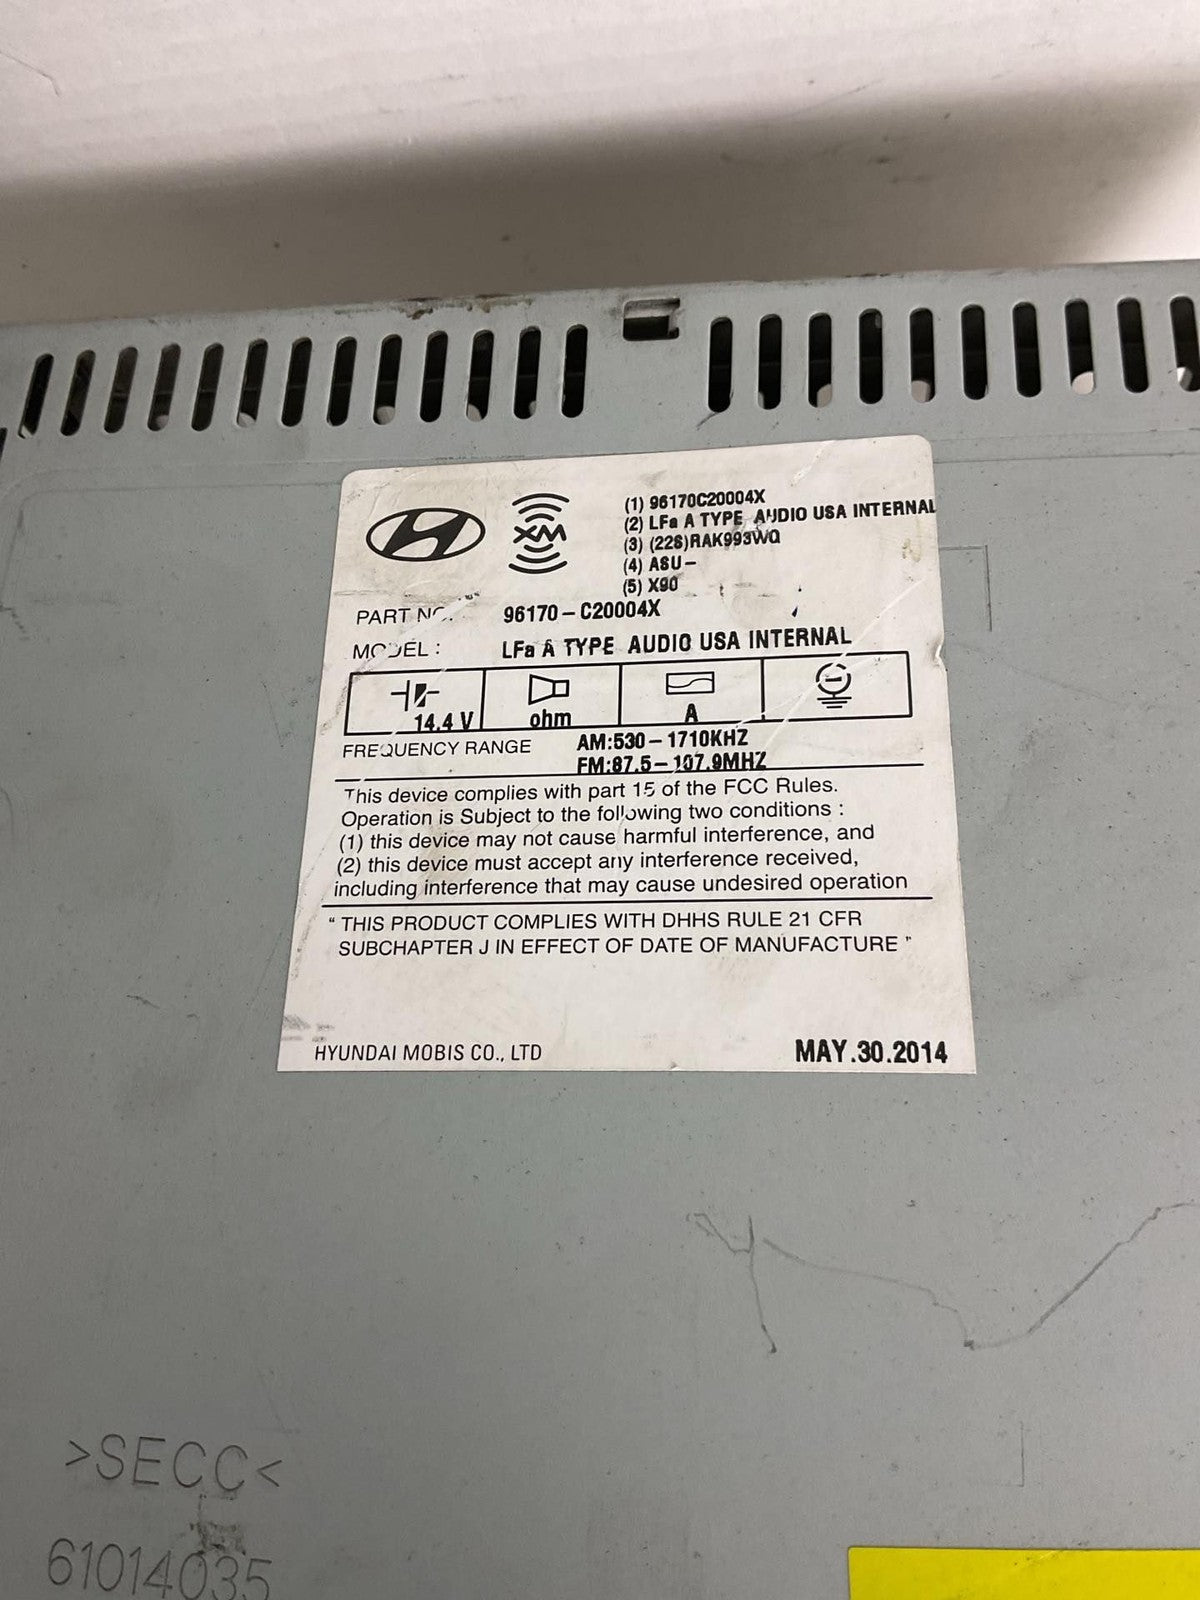 XM
(1) 96170C20004X
(2) LFa A TYPE AUDIO USA INTERNAL
(3) (228)RAK993WQ
(4) ASU-
(5) X90
PART NO. 96170-C20004X
MODEL : LFa A TYPE AUDIO USA INTERNAL
14.4 V ohm A
FREQUENCY RANGE AM:530-1710KHZ
FM:87.5-107.9MHZ
This device complies with part 15 of the FCC Rules.
Operation is Subject to the following two conditions :
(1) this device may not cause harmful interference, and
(2) this device must accept any interference received,
including interference that may cause undesired operation
" THIS PRODUCT COMPLIES WITH DHHS RULE 21 CFR
SUBCHAPTER J IN EFFECT OF DATE OF MANUFACTURE "
HYUNDAI MOBIS CO., LTD MAY.30.2014
>SECC<
61014035